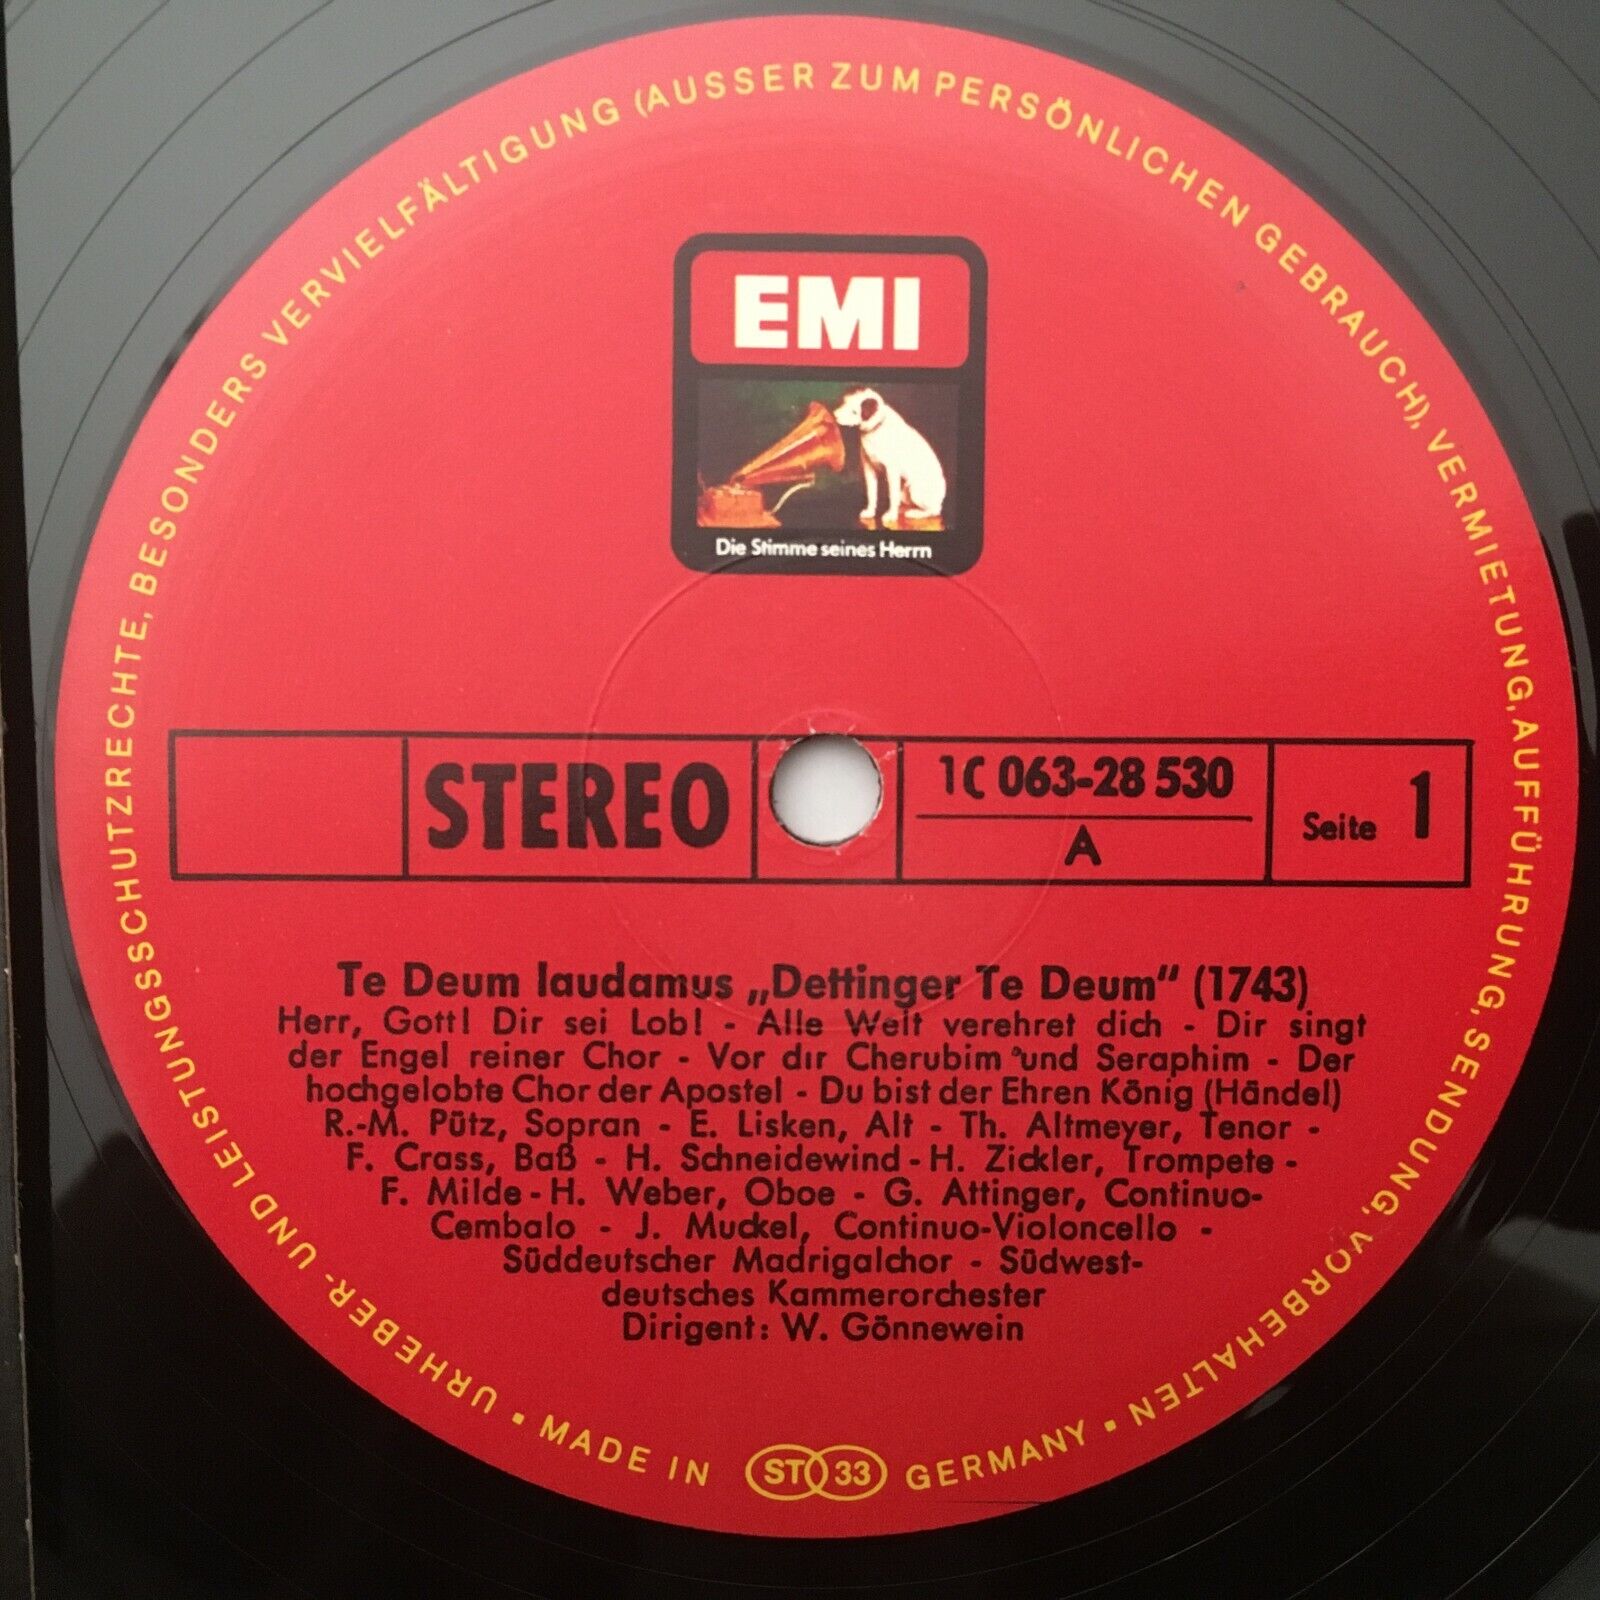 URHEBER- UND LEISTUNGSSCHUTZRECHTE, BESONDERS VERVIELFÄLTIGUNG (AUSSER ZUM PERSÖNLICHEN GEBRAUCH), VERMIETUNG, AUFFÜHRUNG, SENDUNG, VORBEHALTEN
EMI
Die Stimme seines Herrn
STEREO
1C 063-28 530
A
Seite 1
Te Deum laudamus „Dettinger Te Deum“ (1743)
Herr, Gott! Dir sei Lob! - Alle Welt verehret dich - Dir singt
der Engel reiner Chor - Vor dir Cherubim und Seraphim - Der
hochgelobte Chor der Apostel - Du bist der Ehren König (Händel)
R.-M. Pütz, Sopran - E. Lisken, Alt - Th. Altmeyer, Tenor -
F. Crass, Baß - H. Schneidewind - H. Zickler, Trompete -
F. Milde - H. Weber, Oboe - G. Attinger, Continuo-
Cembalo - J. Muckel, Continuo-Violoncello -
Süddeutscher Madrigalchor - Südwest-
deutsches Kammerorchester
Dirigent: W. Gönnewein
• MADE IN ST 33 GERMANY •